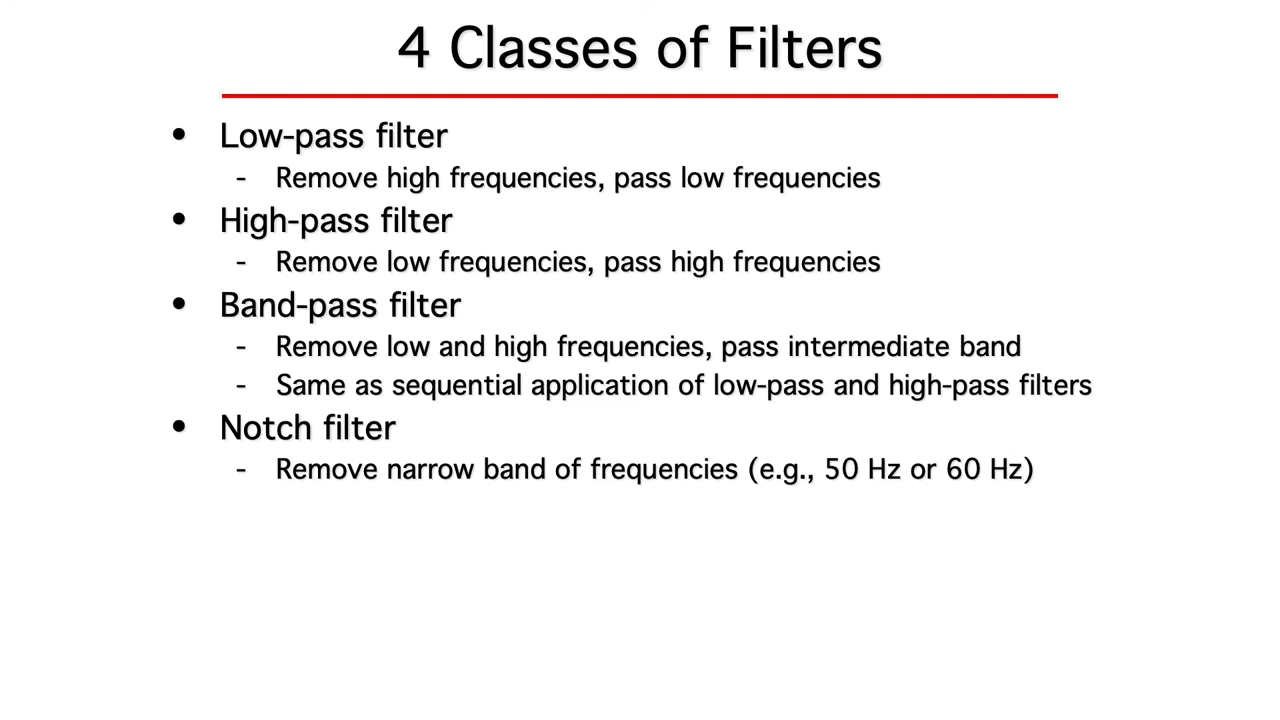 4 Classes of Filters
• Low-pass filter
- Remove high frequencies, pass low frequencies
• High-pass filter
- Remove low frequencies, pass high frequencies
• Band-pass filter
- Remove low and high frequencies, pass intermediate band
- Same as sequential application of low-pass and high-pass filters
• Notch filter
- Remove narrow band of frequencies (e.g., 50 Hz or 60 Hz)